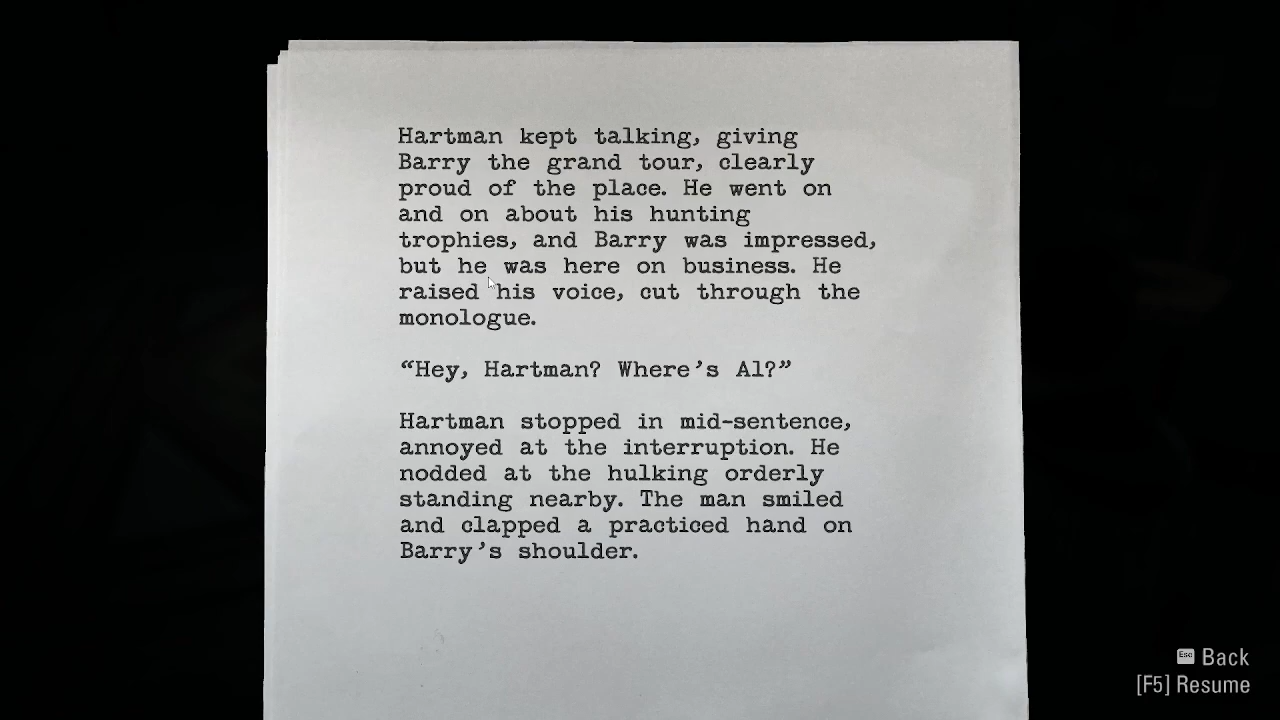 Hartman kept talking, giving
Barry the grand tour, clearly
proud of the place. He went on
and on about his hunting
trophies, and Barry was impressed,
but he was here on business. He
raised his voice, cut through the
monologue.
“Hey, Hartman? Where’s Al?”
Hartman stopped in mid-sentence,
annoyed at the interruption. He
nodded at the hulking orderly
standing nearby. The man smiled
and clapped a practiced hand on
Barry’s shoulder.
Esc Back
[F5] Resume